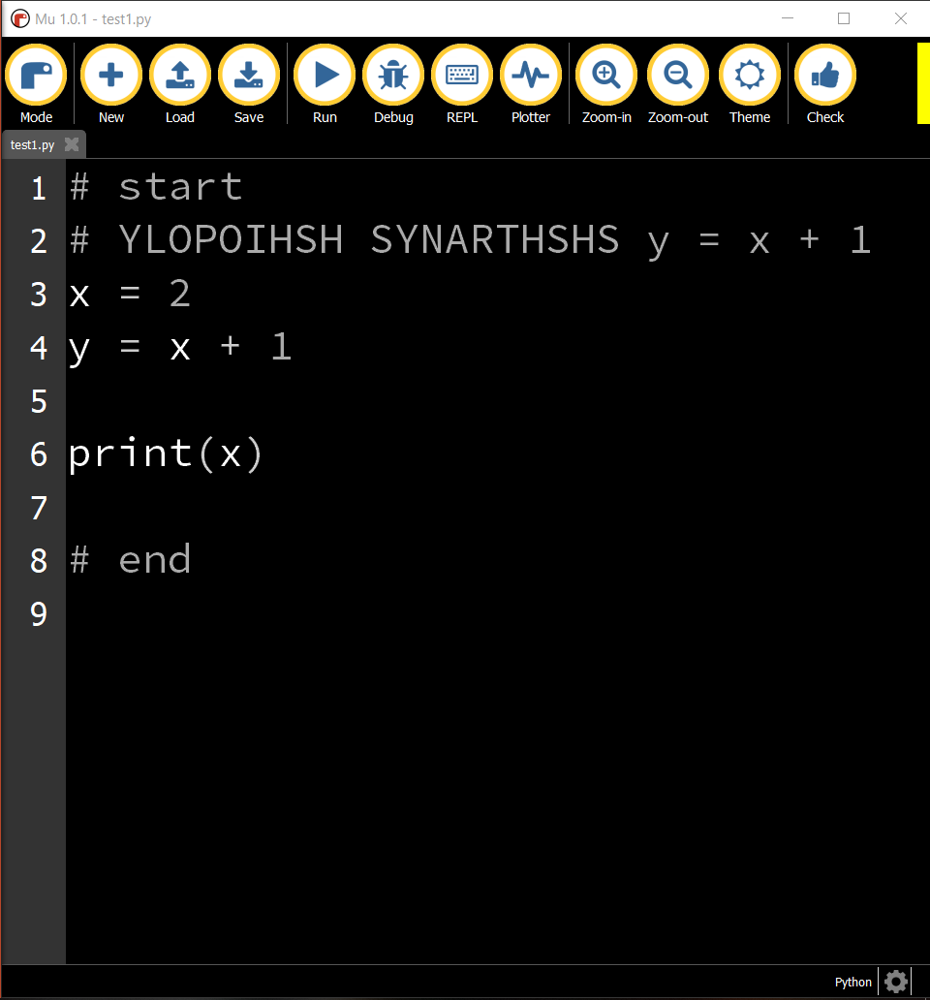 Mu 1.0.1 - test1.py
Mode New Load Save Run Debug REPL Plotter Zoom-in Zoom-out Theme Check
test1.py
1 # start
2 # YLOPOIHSH SYNARTHSHS y = x + 1
3 x = 2
4 y = x + 1
5
6 print(x)
7
8 # end
9
Python